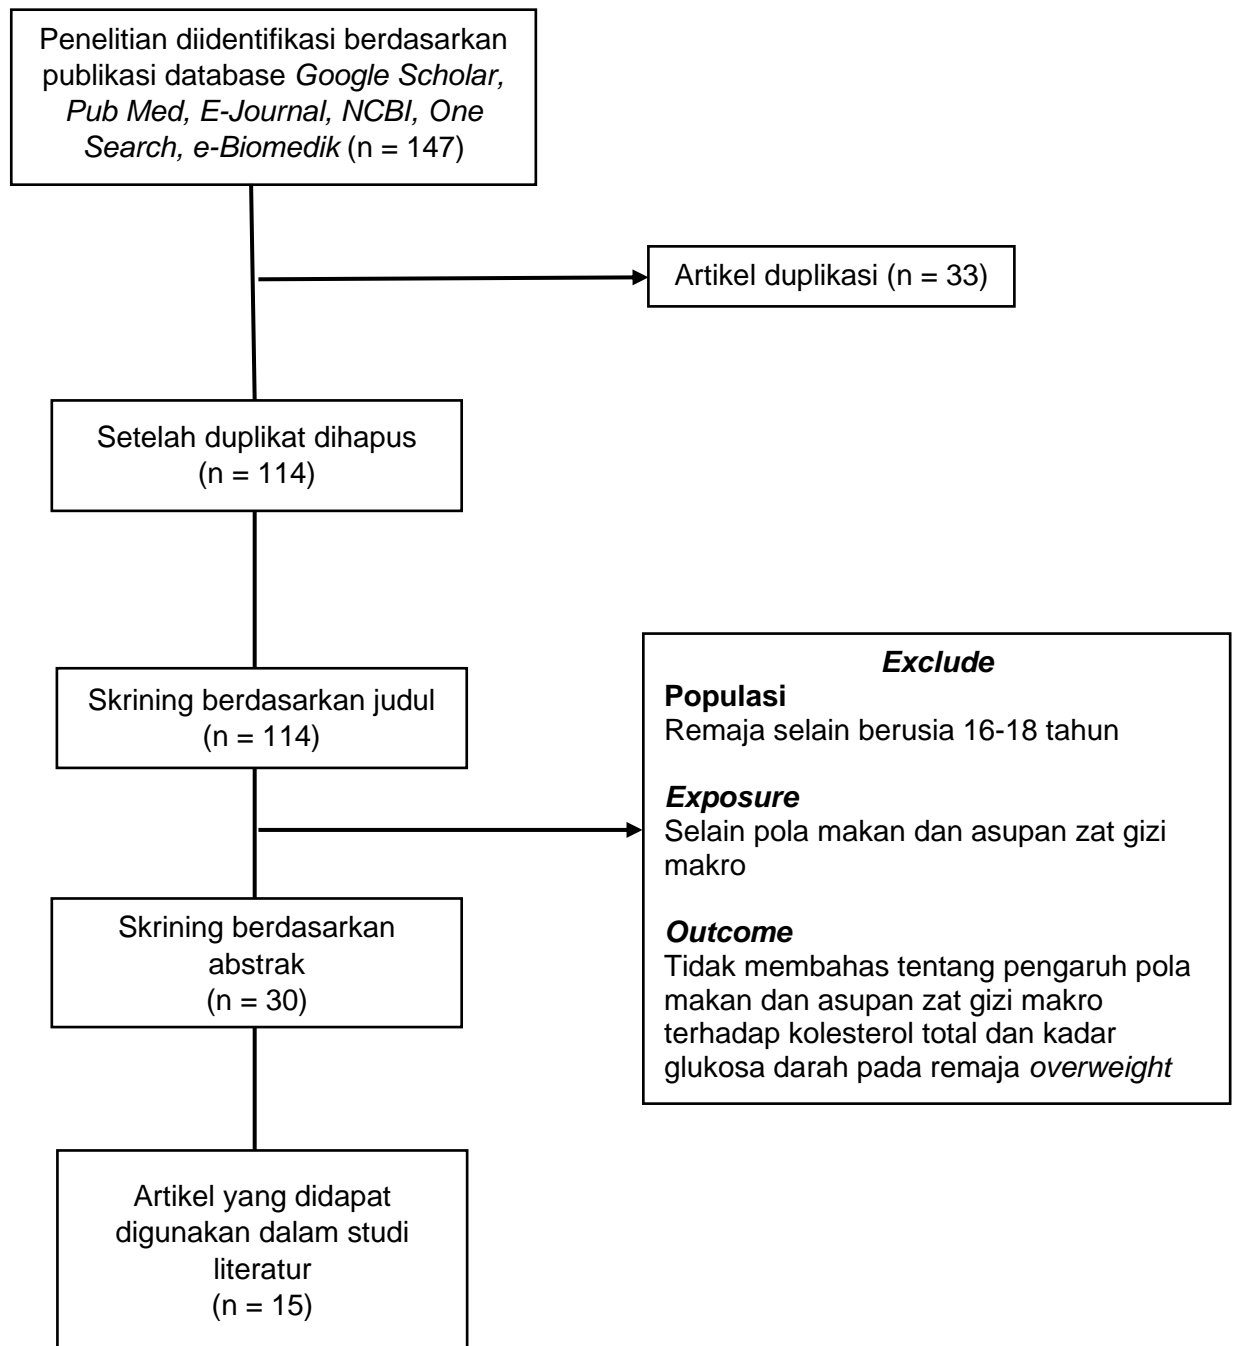 Penelitian diidentifikasi berdasarkan
publikasi database Google Scholar,
Pub Med, E-Journal, NCBI, One
Search, e-Biomedik (n = 147)
Artikel duplikasi (n = 33)
Setelah duplikat dihapus
(n = 114)
Skrining berdasarkan judul
(n = 114)
Exclude
Populasi
Remaja selain berusia 16-18 tahun
Exposure
Selain pola makan dan asupan zat gizi
makro
Outcome
Tidak membahas tentang pengaruh pola
makan dan asupan zat gizi makro
terhadap kolesterol total dan kadar
glukosa darah pada remaja overweight
Skrining berdasarkan
abstrak
(n = 30)
Artikel yang didapat
digunakan dalam studi
literatur
(n = 15)